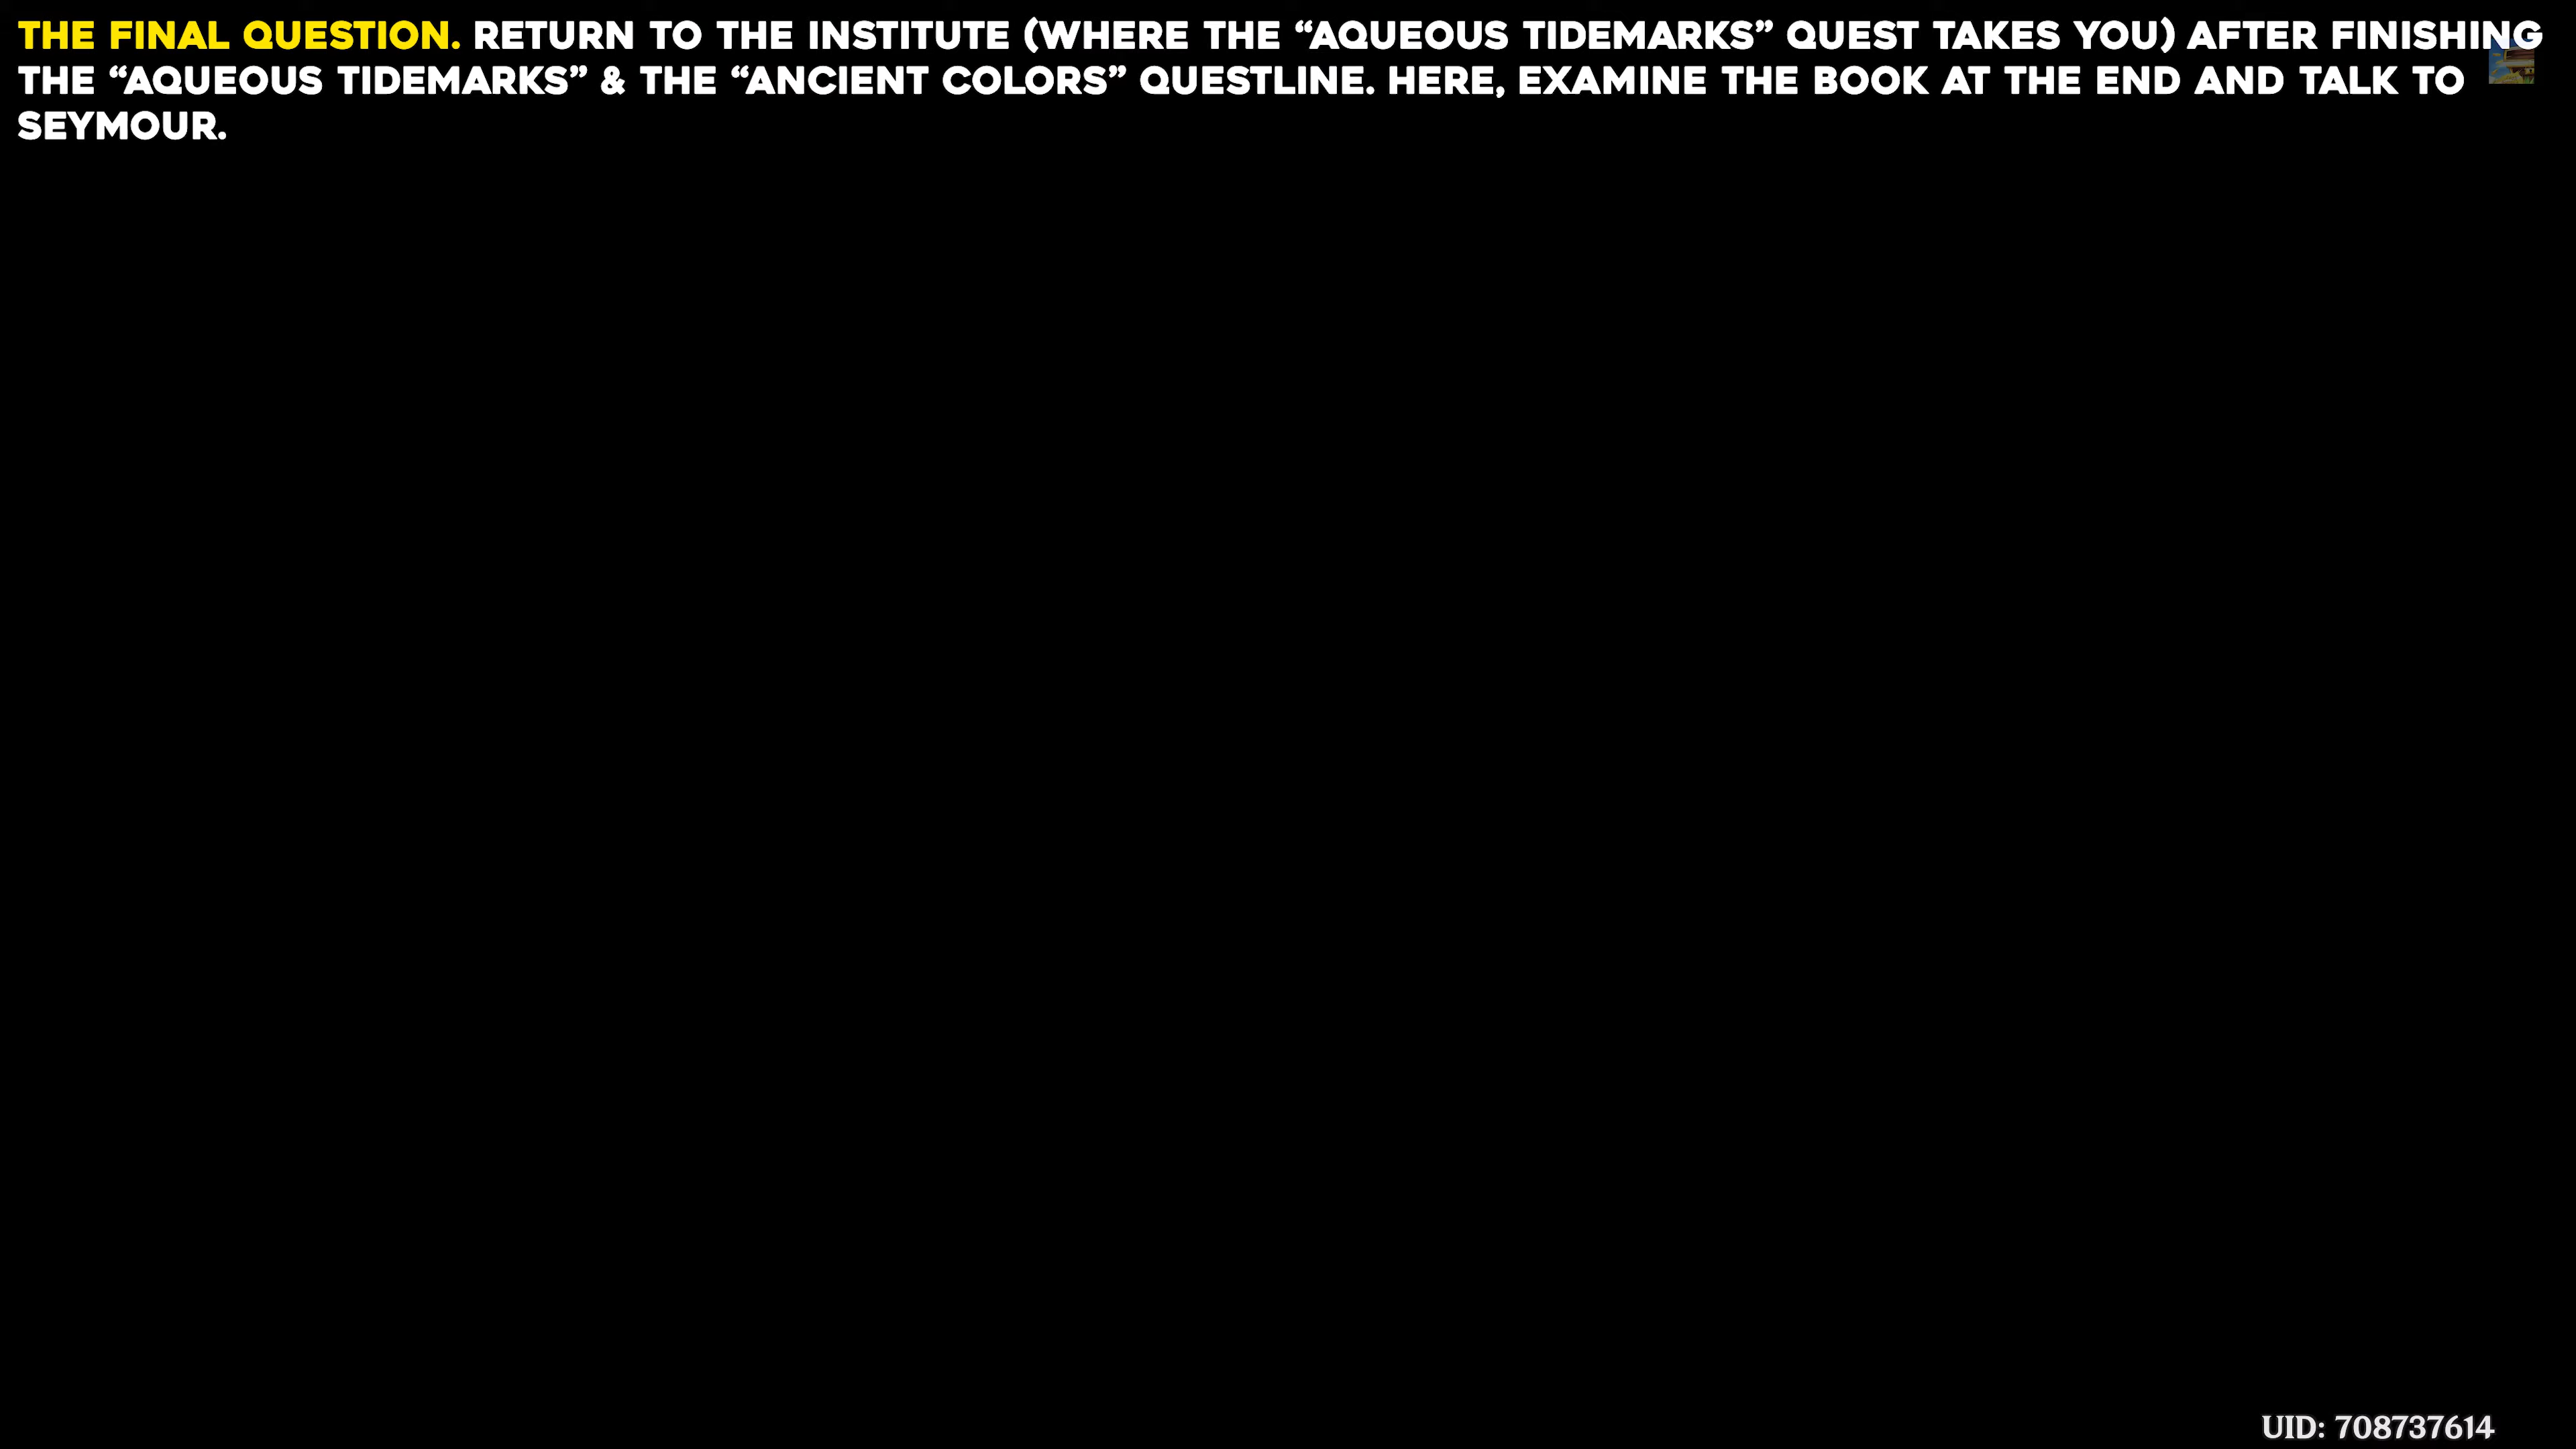 THE FINAL QUESTION. RETURN TO THE INSTITUTE (WHERE THE “AQUEOUS TIDEMARKS” QUEST TAKES YOU) AFTER FINISHING
THE “AQUEOUS TIDEMARKS” & THE “ANCIENT COLORS” QUESTLINE. HERE, EXAMINE THE BOOK AT THE END AND TALK TO
SEYMOUR.
UID: 708737614